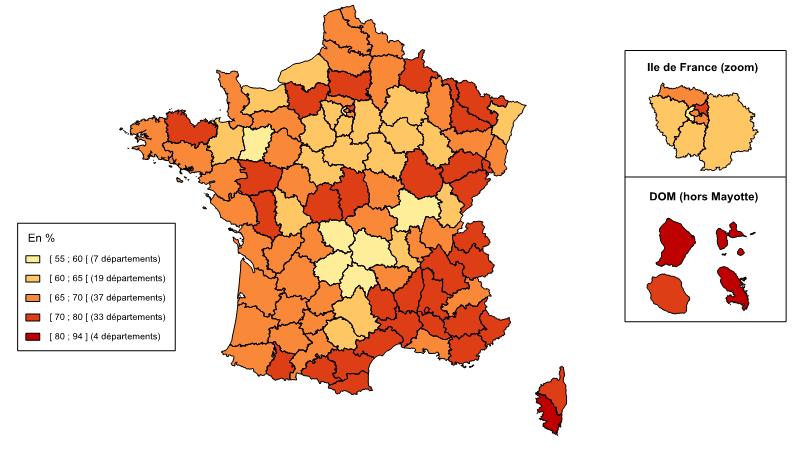 Ile de France (zoom)
DOM (hors Mayotte)
En %
[ 55 ; 60 [ (7 départements)
[ 60 ; 65 [ (19 départements)
[ 65 ; 70 [ (37 départements)
[ 70 ; 80 [ (33 départements)
[ 80 ; 94 ] (4 départements)